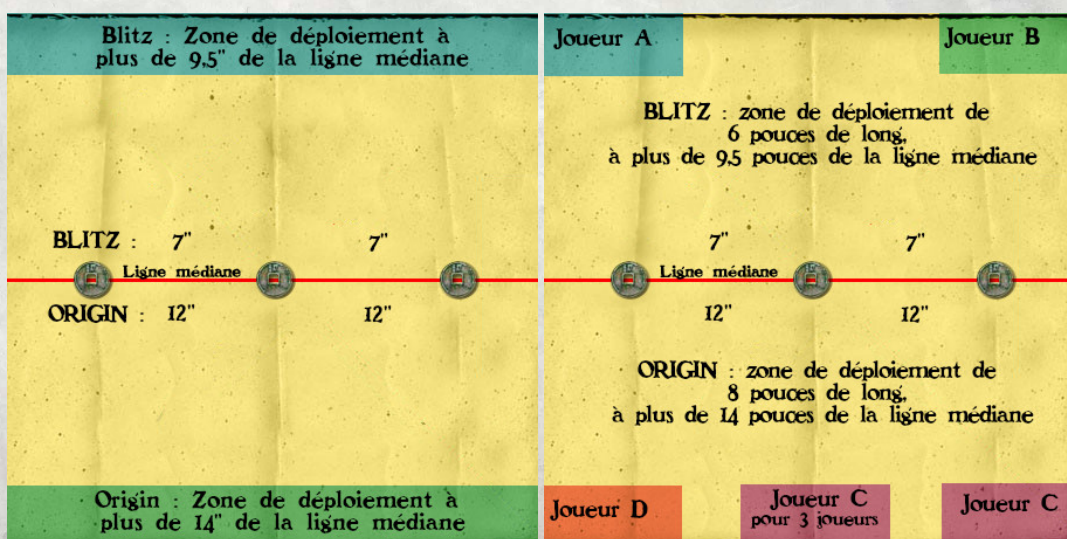 Blitz : Zone de déploiement à
plus de 9,5" de la ligne médiane
BLITZ : 7" 7"
Ligne médiane
ORIGIN : 12" 12"
Origin : Zone de déploiement à
plus de 14" de la ligne médiane
Joueur A
Joueur B
BLITZ : zone de déploiement de
6 pouces de long,
à plus de 9,5 pouces de la ligne médiane
7" 7"
Ligne médiane
12" 12"
ORIGIN : zone de déploiement de
8 pouces de long,
à plus de 14 pouces de la ligne médiane
Joueur D
Joueur C
pour 3 joueurs
Joueur C